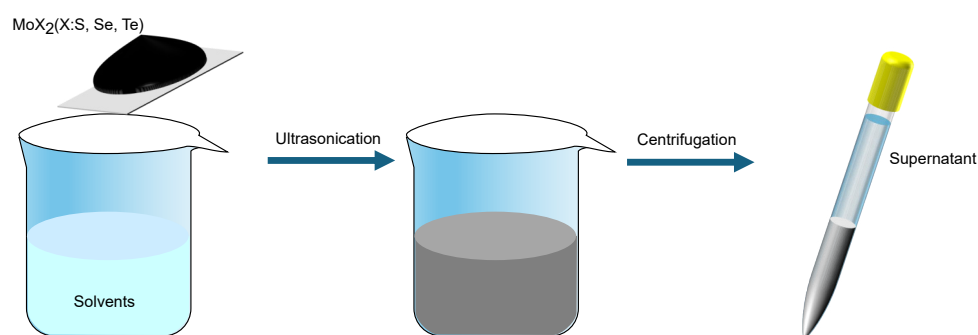 MoX2(X:S, Se, Te)
Ultrasonication
Centrifugation
Supernatant
Solvents